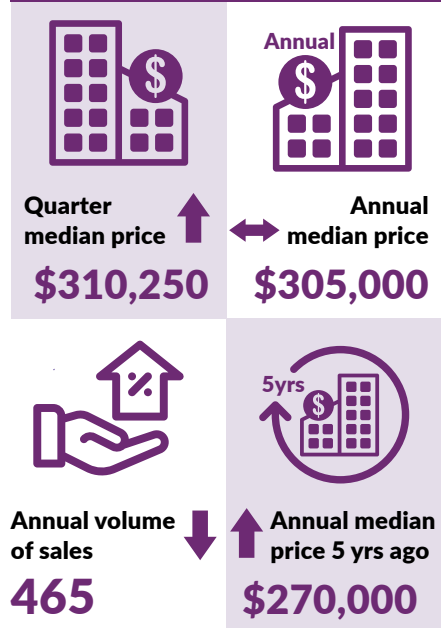 $
Annual
$
Quarter
median price
$310,250
Annual
median price
$305,000
%
Annual volume
of sales
465
5yrs
$
Annual median
price 5 yrs ago
$270,000